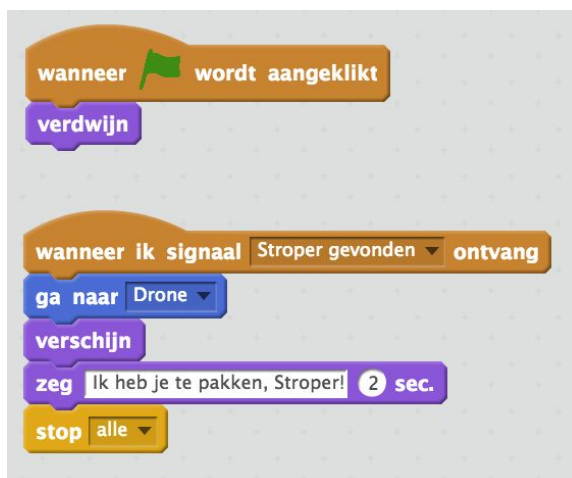 wanneer wordt aangeklikt
verdwijn
wanneer ik signaal Stroper gevonden ontvang
ga naar Drone
verschijn
zeg Ik heb je te pakken, Stroper! 2 sec.
stop alle